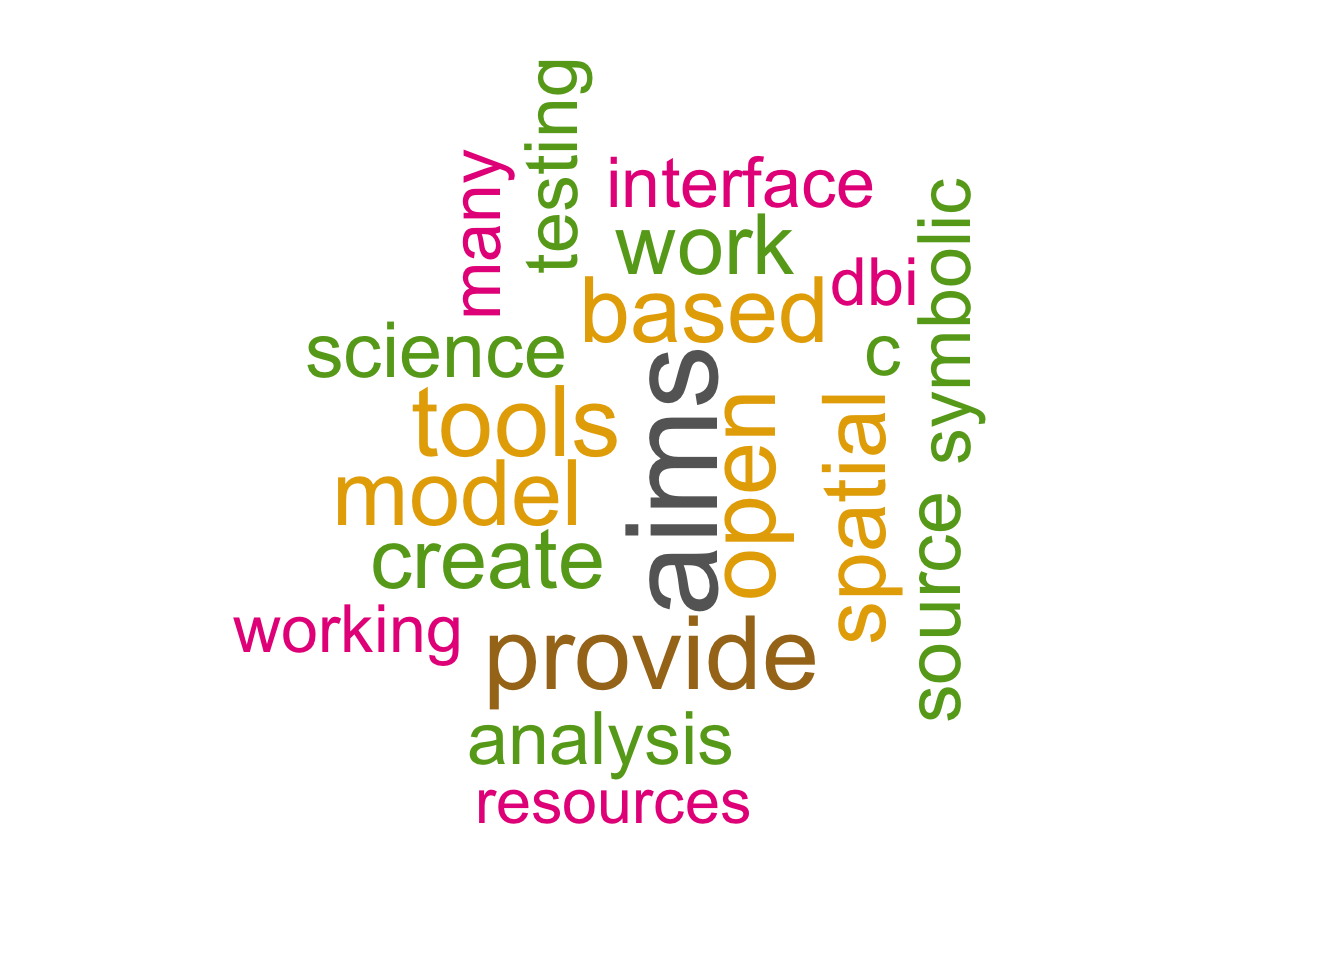 testing
many
interface
work
symbolic
dbi
based
science
c
aims
tools
open
spatial
model
source
create
working
provide
analysis
resources